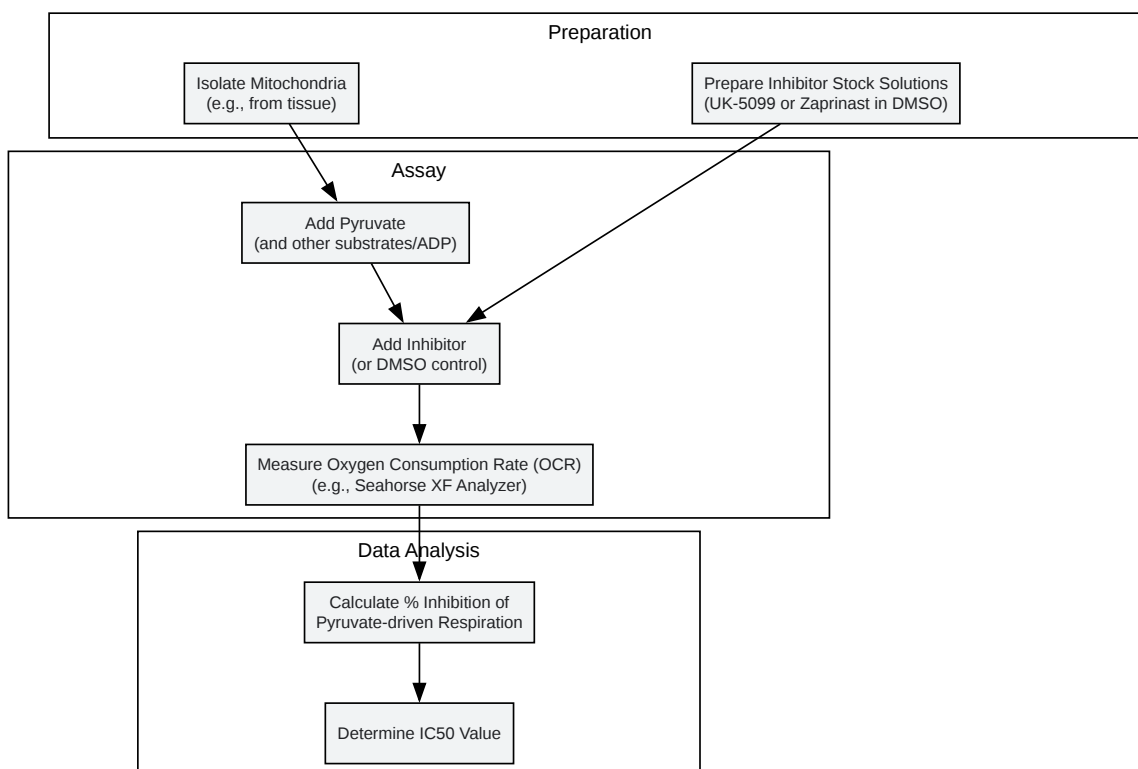 Preparation
Isolate Mitochondria
(e.g., from tissue)
Prepare Inhibitor Stock Solutions
(UK-5099 or Zaprinast in DMSO)
Assay
Add Pyruvate
(and other substrates/ADP)
Add Inhibitor
(or DMSO control)
Measure Oxygen Consumption Rate (OCR)
(e.g., Seahorse XF Analyzer)
Data Analysis
Calculate % Inhibition of
Pyruvate-driven Respiration
Determine IC50 Value